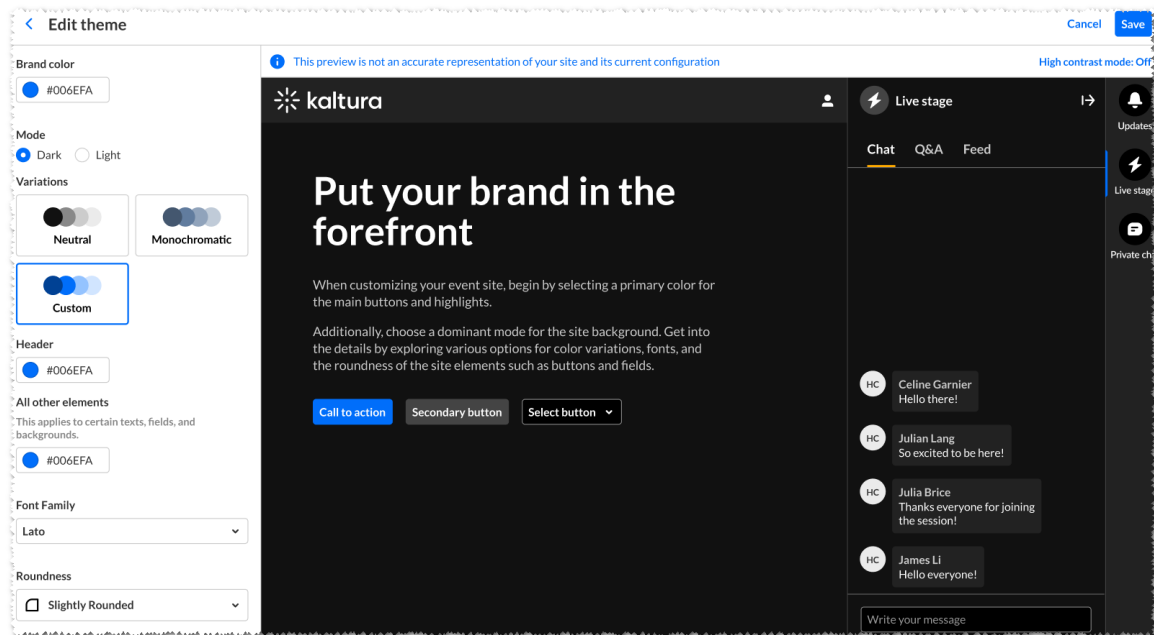 Edit theme
Cancel
Save
Brand color
#006EFA
Mode
Dark
Light
Variations
Neutral
Monochromatic
Custom
Header
#006EFA
All other elements
This applies to certain texts, fields, and
backgrounds.
#006EFA
Font Family
Lato
Roundness
Slightly Rounded
This preview is not an accurate representation of your site and its current configuration
High contrast mode: Off
kaltura
Put your brand in the
forefront
When customizing your event site, begin by selecting a primary color for
the main buttons and highlights.
Additionally, choose a dominant mode for the site background. Get into
the details by exploring various options for color variations, fonts, and
the roundness of the site elements such as buttons and fields.
Call to action
Secondary button
Select button
Live stage
Chat
Q&A
Feed
HC
Celine Garnier
Hello there!
HC
Julian Lang
So excited to be here!
HC
Julia Brice
Thanks everyone for joining
the session!
HC
James Li
Hello everyone!
Write your message
Updates
Live stage
Private ch